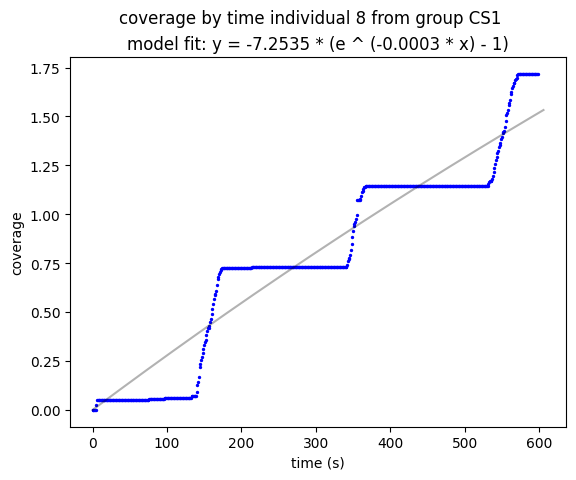 coverage by time individual 8 from group CS1
model fit: y = -7.2535 * (e ^ (-0.0003 * x) - 1)
1.75
1.50
1.25
1.00
0.75
0.50
0.25
0.00
coverage
0 100 200 300 400 500 600
time (s)